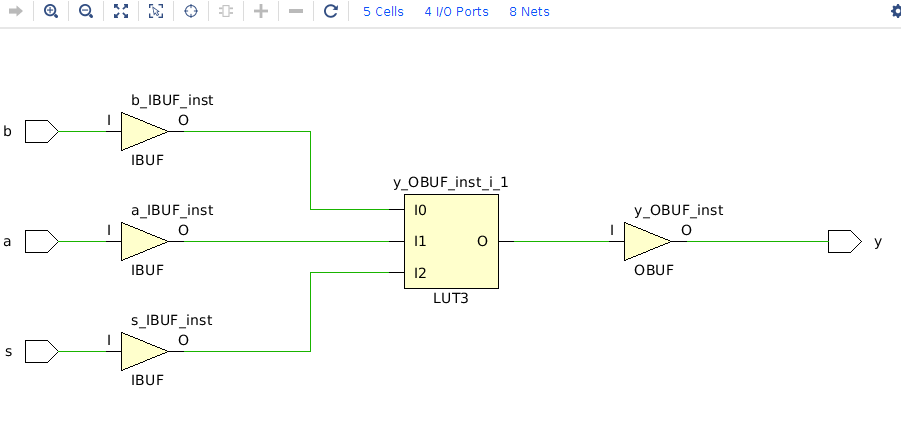 5 Cells 4 I/O Ports 8 Nets
b_IBUF_inst
b I O
IBUF
y_OBUF_inst_i_1
a_IBUF_inst
I0
y_OBUF_inst
a I O
I1 O
I O
y
IBUF
I2
OBUF
LUT3
s_IBUF_inst
s I O
IBUF